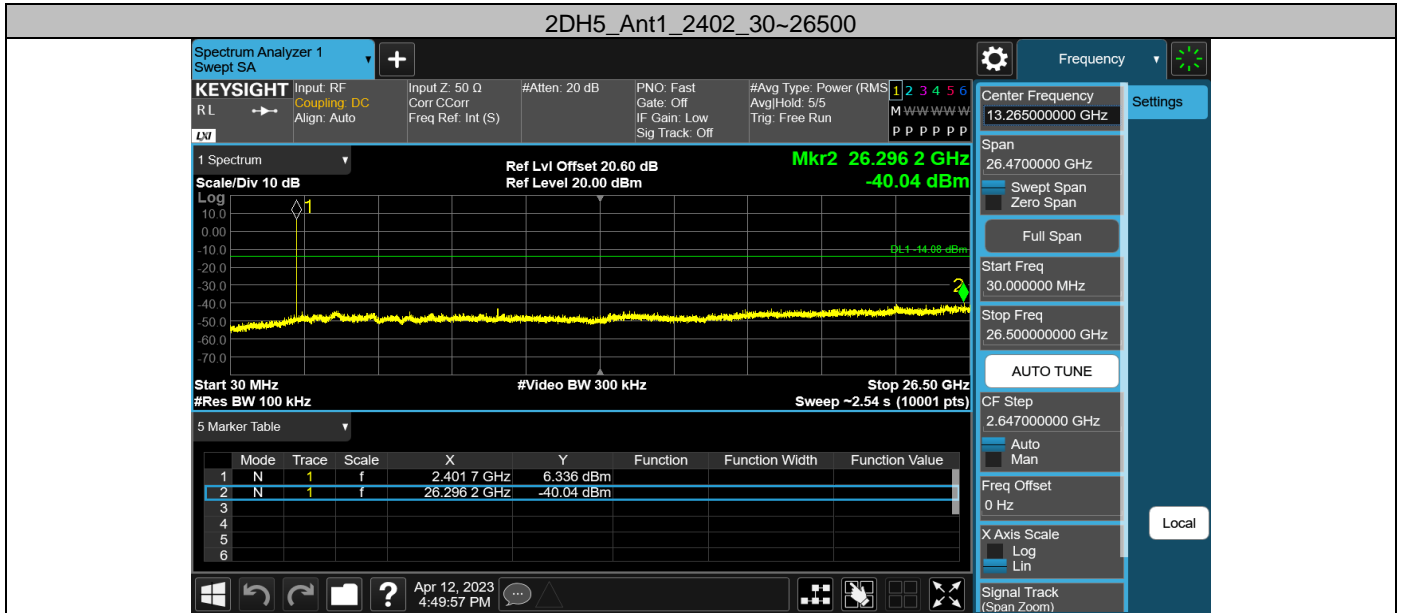 2DH5_Ant1_2402_30~26500
Spectrum Analyzer 1
Swept SA
+
Frequency
KEYSIGHT
RL
LXI
Input: RF
Coupling: DC
Align: Auto
Input Z: 50 Ω
Corr CCorr
Freq Ref: Int (S)
#Atten: 20 dB
PNO: Fast
Gate: Off
IF Gain: Low
Sig Track: Off
#Avg Type: Power (RMS
Avg|Hold: 5/5
Trig: Free Run
1 2 3 4 5 6
M W W W W W
P P P P P P
1 Spectrum
Scale/Div 10 dB
Ref Lvl Offset 20.60 dB
Ref Level 20.00 dBm
Mkr2 26.296 2 GHz
-40.04 dBm
Log
10.0
0.00
-10.0
-20.0
-30.0
-40.0
-50.0
-60.0
-70.0
1
DL1 -14.08 dBm
2
Start 30 MHz
#Video BW 300 kHz
Stop 26.50 GHz
#Res BW 100 kHz
Sweep ~2.54 s (10001 pts)
5 Marker Table
Mode Trace Scale X Y Function Function Width Function Value
1 N 1 f 2.401 7 GHz 6.336 dBm
2 N 1 f 26.296 2 GHz -40.04 dBm
3
4
5
6
Center Frequency
13.265000000 GHz
Settings
Span
26.4700000 GHz
Swept Span
Zero Span
Full Span
Start Freq
30.000000 MHz
Stop Freq
26.500000000 GHz
AUTO TUNE
CF Step
2.647000000 GHz
Auto
Man
Freq Offset
0 Hz
X Axis Scale
Log
Lin
Local
Signal Track
(Span Zoom)
?
Apr 12, 2023
4:49:57 PM